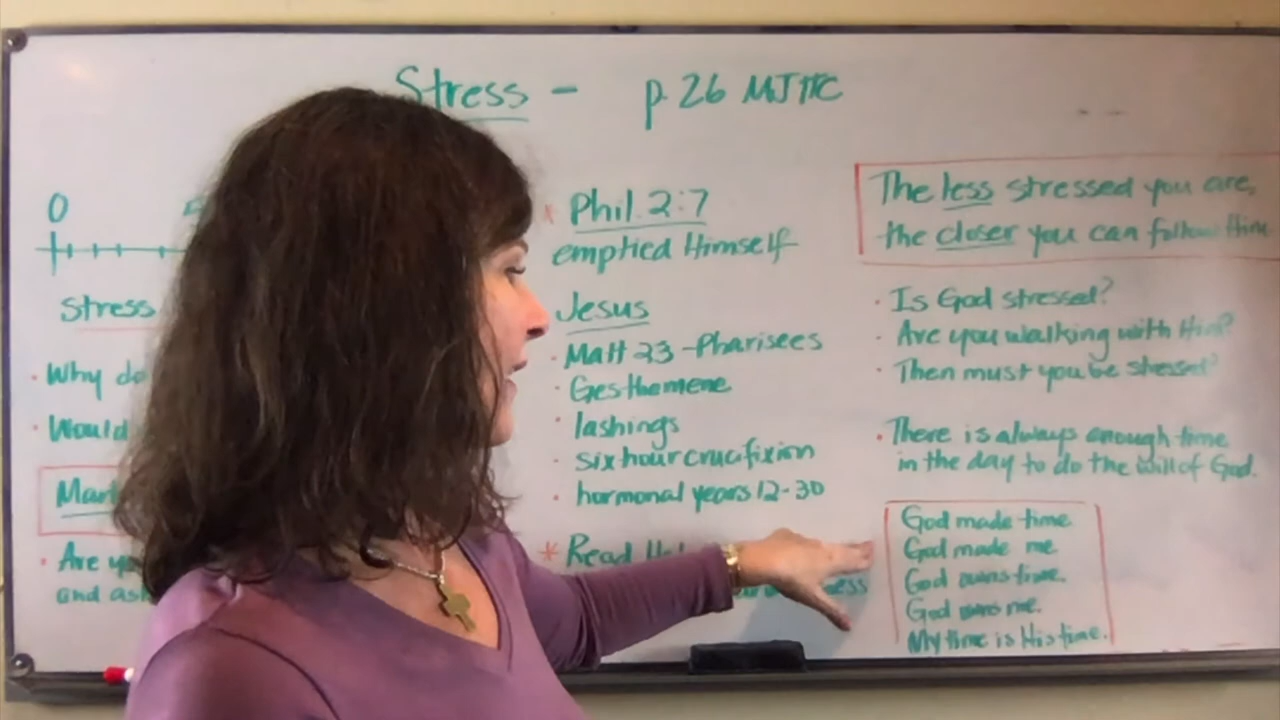 Stress - p. 26 MJTTC
0
Stress
Why do
Would
Mar
Are yo
and ask
* Phil. 2:7
emptied Himself
Jesus
· Matt 23 - Pharisees
· Gesthemene
· lashings
· six hour crucifixion
· hormonal years 12-30
* Read
ess
The less stressed you are,
the closer you can follow Him
· Is God stressed?
· Are you walking with Him?
· Then must you be stressed?
· There is always enough time
in the day to do the will of God.
God made time
God made me
God owns time.
God owns me.
My time is His time.